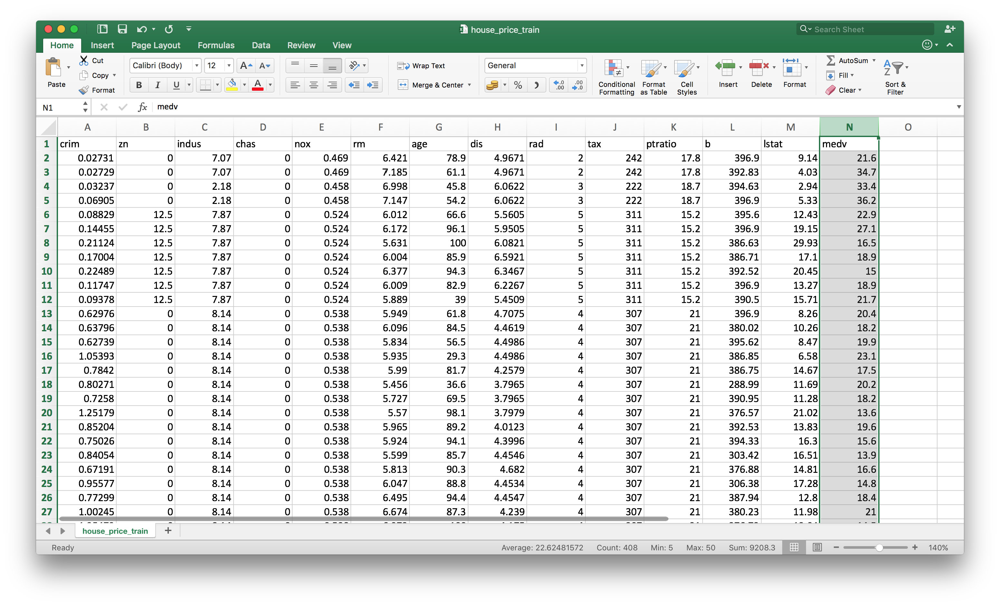 house_price_train
Search Sheet
Home Insert Page Layout Formulas Data Review View
Paste
Cut
Copy
Format
Calibri (Body) 12
Wrap Text
Merge & Center
General
Conditional Formatting
Format as Table
Cell Styles
Insert
Delete
Format
AutoSum
Fill
Clear
Sort & Filter
N1 fx medv
A B C D E F G H I J K L M N O
1 crim zn indus chas nox rm age dis rad tax ptratio b lstat medv
2 0.02731 0 7.07 0 0.469 6.421 78.9 4.9671 2 242 17.8 396.9 9.14 21.6
3 0.02729 0 7.07 0 0.469 7.185 61.1 4.9671 2 242 17.8 392.83 4.03 34.7
4 0.03237 0 2.18 0 0.458 6.998 45.8 6.0622 3 222 18.7 394.63 2.94 33.4
5 0.06905 0 2.18 0 0.458 7.147 54.2 6.0622 3 222 18.7 396.9 5.33 36.2
6 0.08829 12.5 7.87 0 0.524 6.012 66.6 5.5605 5 311 15.2 395.6 12.43 22.9
7 0.14455 12.5 7.87 0 0.524 6.172 96.1 5.9505 5 311 15.2 396.9 19.15 27.1
8 0.21124 12.5 7.87 0 0.524 5.631 100 6.0821 5 311 15.2 386.63 29.93 16.5
9 0.17004 12.5 7.87 0 0.524 6.004 85.9 6.5921 5 311 15.2 386.71 17.1 18.9
10 0.22489 12.5 7.87 0 0.524 6.377 94.3 6.3467 5 311 15.2 392.52 20.45 15
11 0.11747 12.5 7.87 0 0.524 6.009 82.9 6.2267 5 311 15.2 396.9 13.27 18.9
12 0.09378 12.5 7.87 0 0.524 5.889 39 5.4509 5 311 15.2 390.5 15.71 21.7
13 0.62976 0 8.14 0 0.538 5.949 61.8 4.7075 4 307 21 396.9 8.26 20.4
14 0.63796 0 8.14 0 0.538 6.096 84.5 4.4619 4 307 21 380.02 10.26 18.2
15 0.62739 0 8.14 0 0.538 5.834 56.5 4.4986 4 307 21 395.62 8.47 19.9
16 1.05393 0 8.14 0 0.538 5.935 29.3 4.4986 4 307 21 386.85 6.58 23.1
17 0.7842 0 8.14 0 0.538 5.99 81.7 4.2579 4 307 21 386.75 14.67 17.5
18 0.80271 0 8.14 0 0.538 5.456 36.6 3.7965 4 307 21 288.99 11.69 20.2
19 0.7258 0 8.14 0 0.538 5.727 69.5 3.7965 4 307 21 390.95 11.28 18.2
20 1.25179 0 8.14 0 0.538 5.57 98.1 3.7979 4 307 21 376.57 21.02 13.6
21 0.85204 0 8.14 0 0.538 5.965 89.2 4.0123 4 307 21 392.53 13.83 19.6
22 0.75026 0 8.14 0 0.538 5.924 94.1 4.3996 4 307 21 394.33 16.3 15.6
23 0.84054 0 8.14 0 0.538 5.599 85.7 4.4546 4 307 21 303.42 16.51 13.9
24 0.67191 0 8.14 0 0.538 5.813 90.3 4.682 4 307 21 376.88 14.81 16.6
25 0.95577 0 8.14 0 0.538 6.047 88.8 4.4534 4 307 21 306.38 17.28 14.8
26 0.77299 0 8.14 0 0.538 6.495 94.4 4.4547 4 307 21 387.94 12.8 18.4
27 1.00245 0 8.14 0 0.538 6.674 87.3 4.239 4 307 21 380.23 11.98 21
house_price_train
Ready Average: 22.62481572 Count: 408 Min: 5 Max: 50 Sum: 9208.3 140%